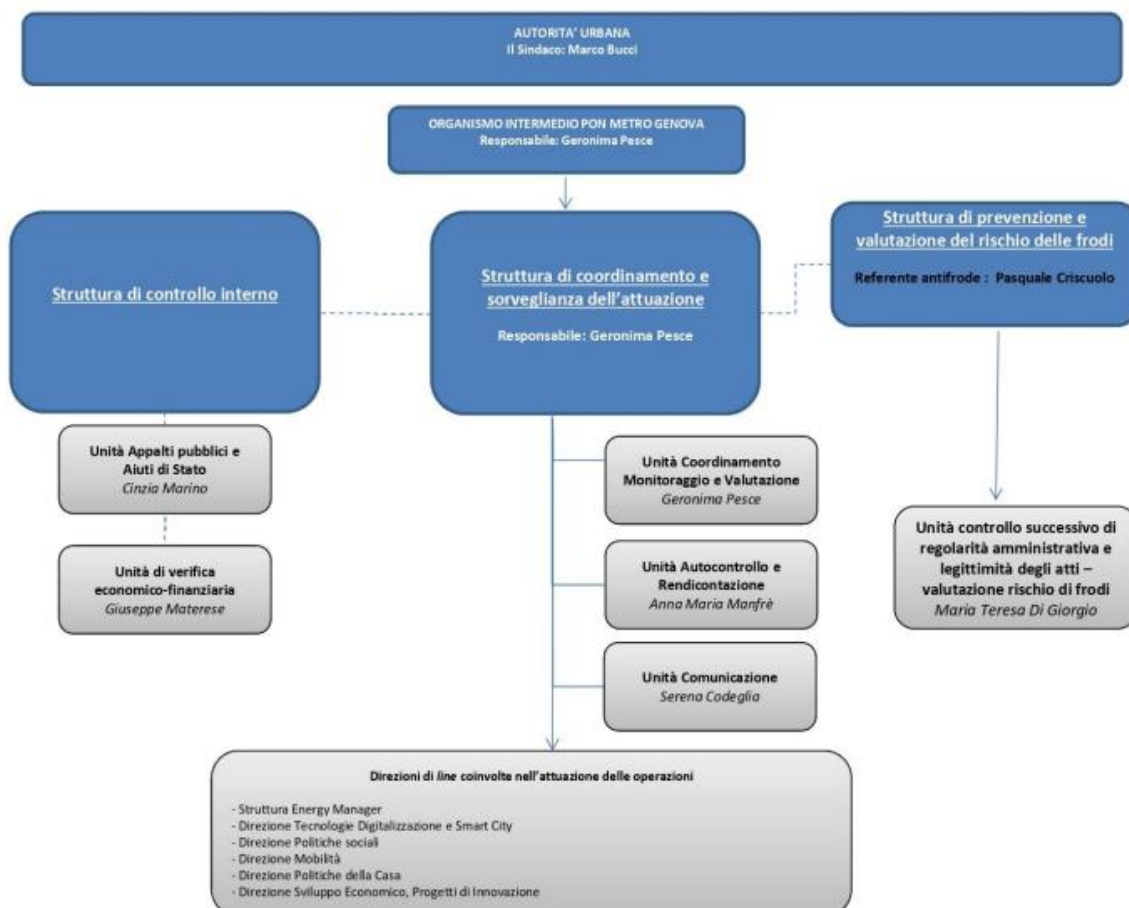 AUTORITA' URBANA
Il Sindaco: Marco Bucci
ORGANISMO INTERMEDIO PON METRO GENOVA
Responsabile: Geronima Pesce
Struttura di controllo interno
Struttura di coordinamento e
sorveglianza dell'attuazione
Responsabile: Geronima Pesce
Struttura di prevenzione e
valutazione del rischio delle frodi
Referente antifrode : Pasquale Criscuolo
Unità Appalti pubblici e
Aiuti di Stato
Cinzia Marino
Unità di verifica
economico-finanziaria
Giuseppe Materese
Unità Coordinamento
Monitoraggio e Valutazione
Geronima Pesce
Unità Autocontrollo e
Rendicontazione
Anna Maria Manfrè
Unità Comunicazione
Serena Codeglia
Unità controllo successivo di
regolarità amministrativa e
legittimità degli atti –
valutazione rischio di frodi
Maria Teresa Di Giorgio
Direzioni di line coinvolte nell'attuazione delle operazioni
- Struttura Energy Manager
- Direzione Tecnologie Digitalizzazione e Smart City
- Direzione Politiche sociali
- Direzione Mobilità
- Direzione Politiche della Casa
- Direzione Sviluppo Economico, Progetti di Innovazione